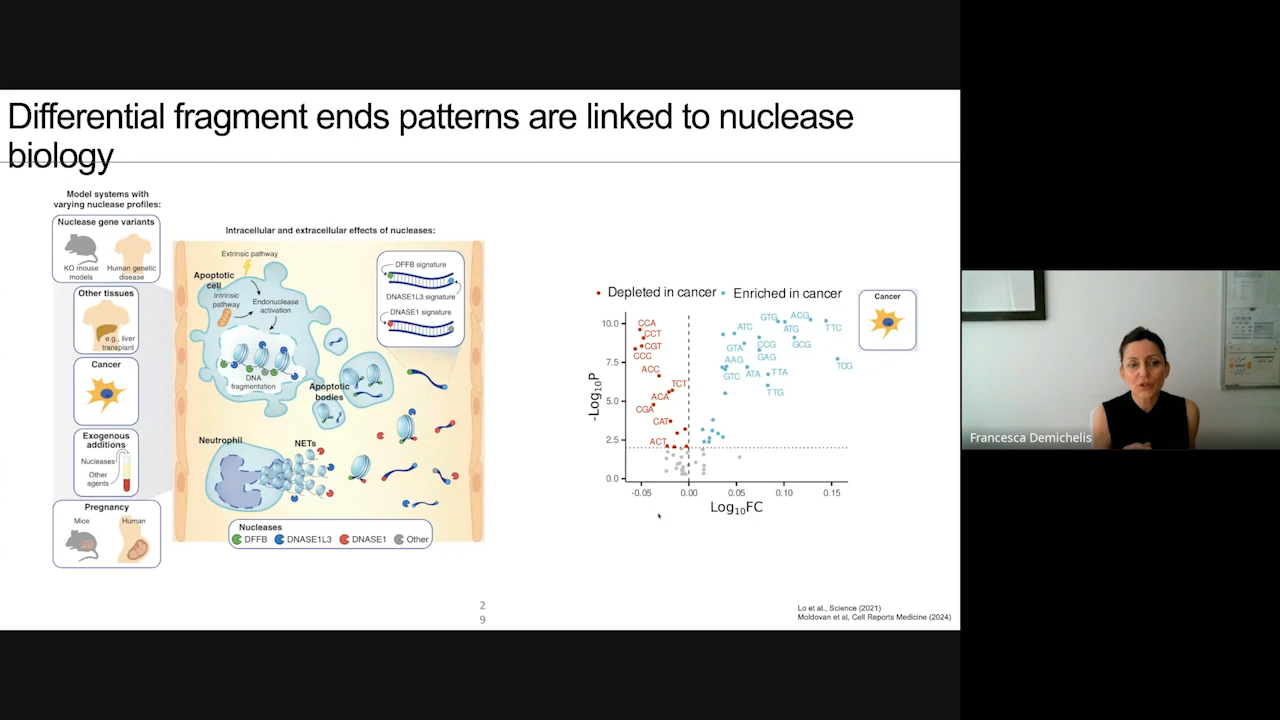 Differential fragment ends patterns are linked to nuclease
biology
Model systems with
varying nuclease profiles:
Nuclease gene variants
KO mouse
models
Human genetic
disease
Other tissues
e.g., liver
transplant
Cancer
Exogenous
additions
Nucleases
Other
agents
Pregnancy
Mice
Human
Intracellular and extracellular effects of nucleases:
Extrinsic pathway
Apoptotic
cell
Intrinsic
pathway
Endonuclease
activation
DNA
fragmentation
DFFB signature
DNASE1L3 signature
DNASE1 signature
Apoptotic
bodies
Neutrophil
NETs
Nucleases
DFFB
DNASE1L3
DNASE1
Other
Depleted in cancer
Enriched in cancer
-Log10P
10.0
7.5
5.0
2.5
0.0
CCA
CCT
CGT
CCC
ACC
TCT
ACA
CGA
CAT
ACT
GTG
ACG
ATC
ATG
TTC
GTA
CCG
GCG
AAG
GAG
TCG
GTC
ATA
TTA
TTG
-0.05
0.00
0.05
0.10
0.15
Log10FC
Cancer
2
9
Lo et al., Science (2021)
Moldovan et al, Cell Reports Medicine (2024)
Francesca Demichelis